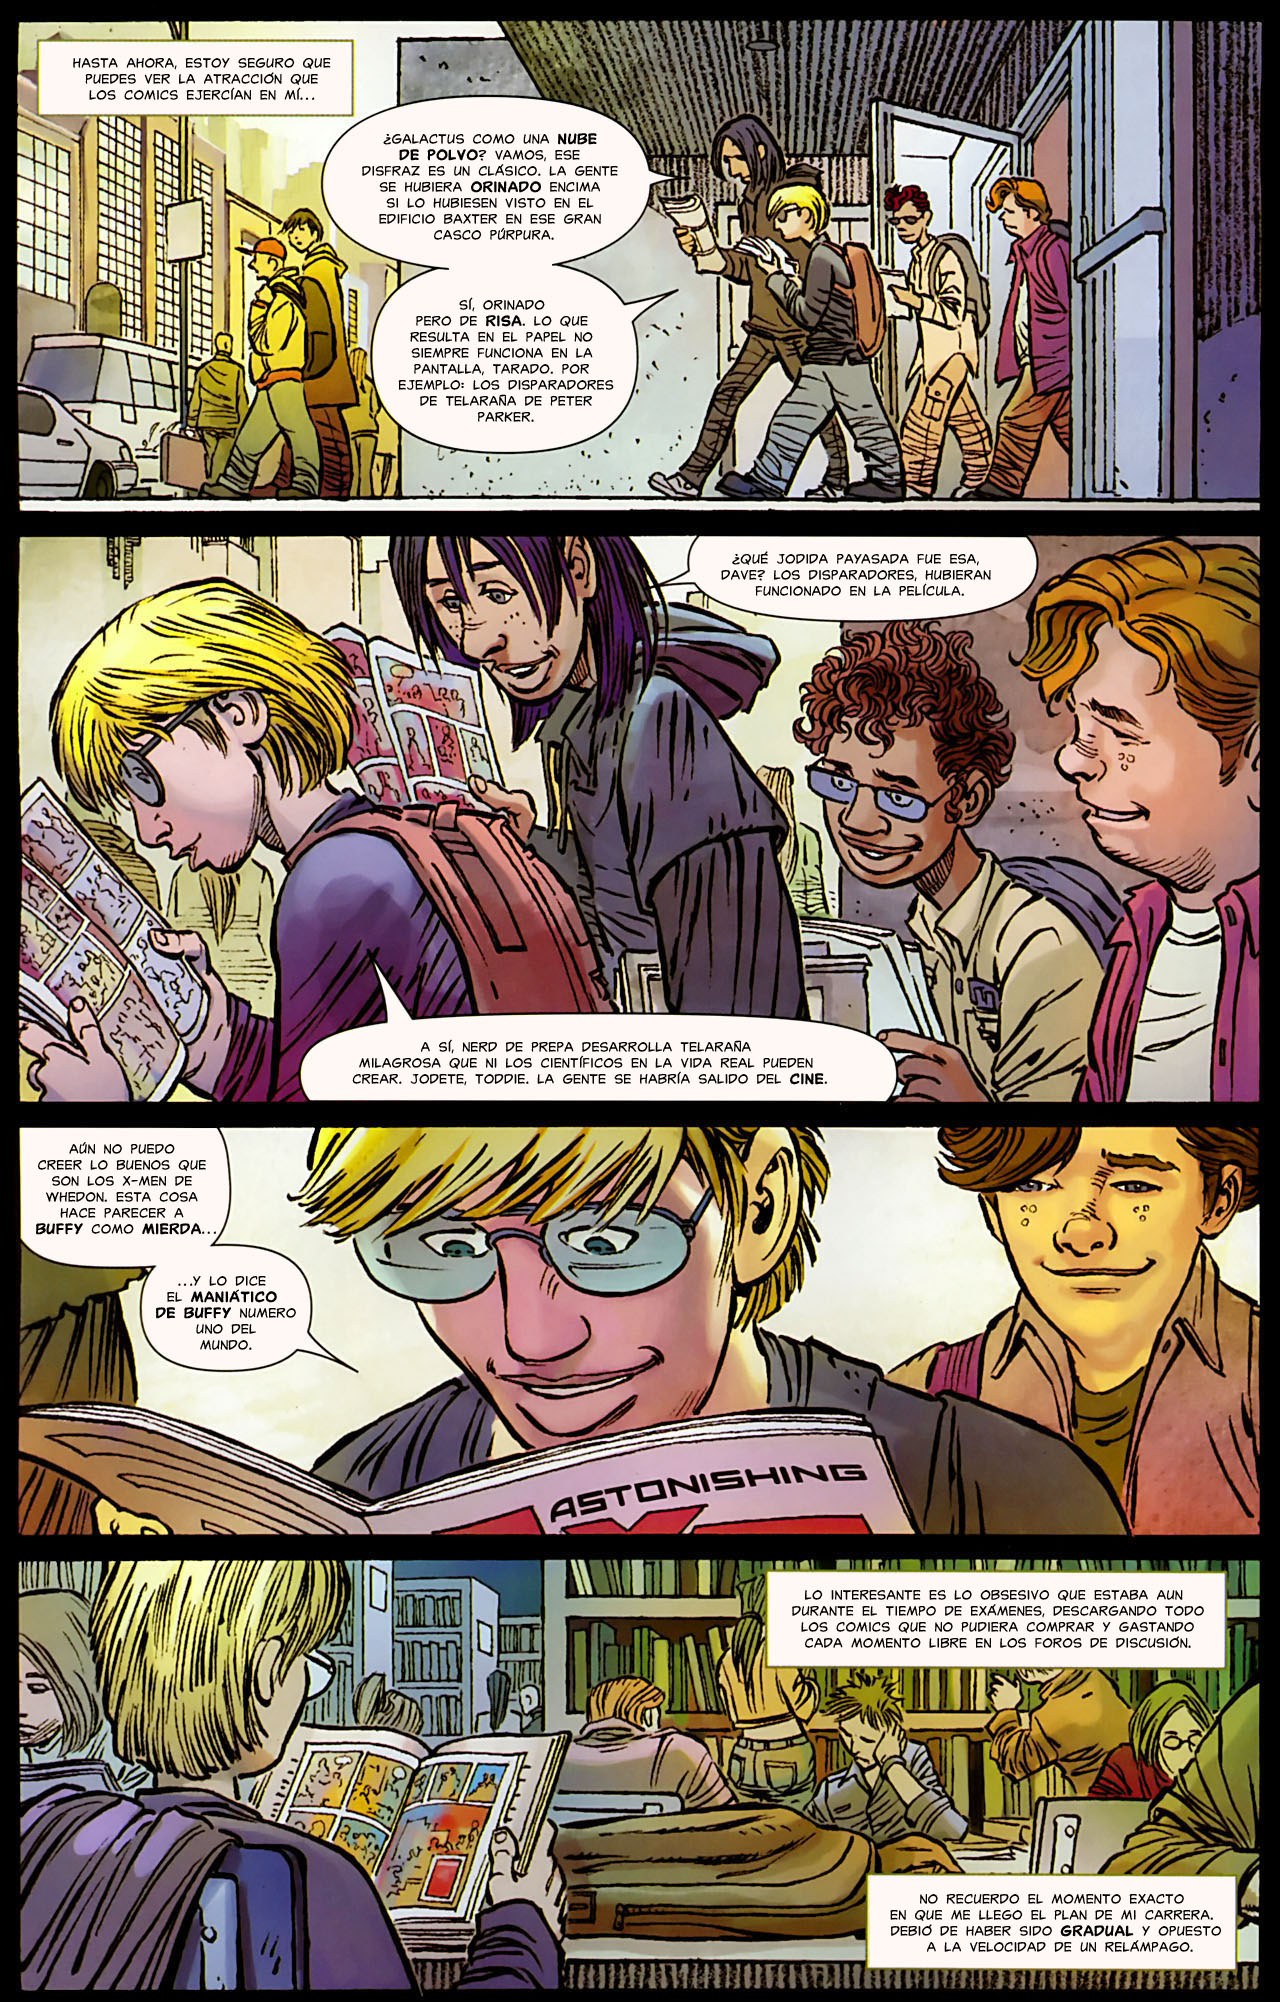 HASTA AHORA, ESTOY SEGURO QUE
PUEDES VER LA ATRACCIÓN QUE
LOS COMICS EJERCÍAN EN MÍ...
¿GALACTUS COMO UNA NUBE
DE POLVO? VAMOS, ESE
DISFRAZ ES UN CLÁSICO. LA GENTE
SE HUBIERA ORINADO ENCIMA
SI LO HUBIESEN VISTO EN EL
EDIFICIO BAXTER EN ESE GRAN
CASCO PÚRPURA.
SÍ, ORINADO
PERO DE RISA. LO QUE
RESULTA EN EL PAPEL NO
SIEMPRE FUNCIONA EN LA
PANTALLA, TARADO. POR
EJEMPLO: LOS DISPARADORES
DE TELARAÑA DE PETER
PARKER.
¿QUÉ JODIDA PAYASADA FUE ESA,
DAVE? LOS DISPARADORES, HUBIERAN
FUNCIONADO EN LA PELÍCULA.
A SÍ, NERD DE PREPA DESARROLLA TELARAÑA
MILAGROSA QUE NI LOS CIENTÍFICOS EN LA VIDA REAL PUEDEN
CREAR. JODETE, TODDIE. LA GENTE SE HABRÍA SALIDO DEL CINE.
AÚN NO PUEDO
CREER LO BUENOS QUE
SON LOS X-MEN DE
WHEDON. ESTA COSA
HACE PARECER A
BUFFY COMO MIERDA...
...Y LO DICE
EL MANIÁTICO
DE BUFFY NUMERO
UNO DEL
MUNDO.
ASTONISHING
LO INTERESANTE ES LO OBSESIVO QUE ESTABA AUN
DURANTE EL TIEMPO DE EXÁMENES, DESCARGANDO TODO
LOS COMICS QUE NO PUDIERA COMPRAR Y GASTANDO
CADA MOMENTO LIBRE EN LOS FOROS DE DISCUSIÓN.
NO RECUERDO EL MOMENTO EXACTO
EN QUE ME LLEGO EL PLAN DE MI CARRERA.
DEBIÓ DE HABER SIDO GRADUAL Y OPUESTO
A LA VELOCIDAD DE UN RELÁMPAGO.